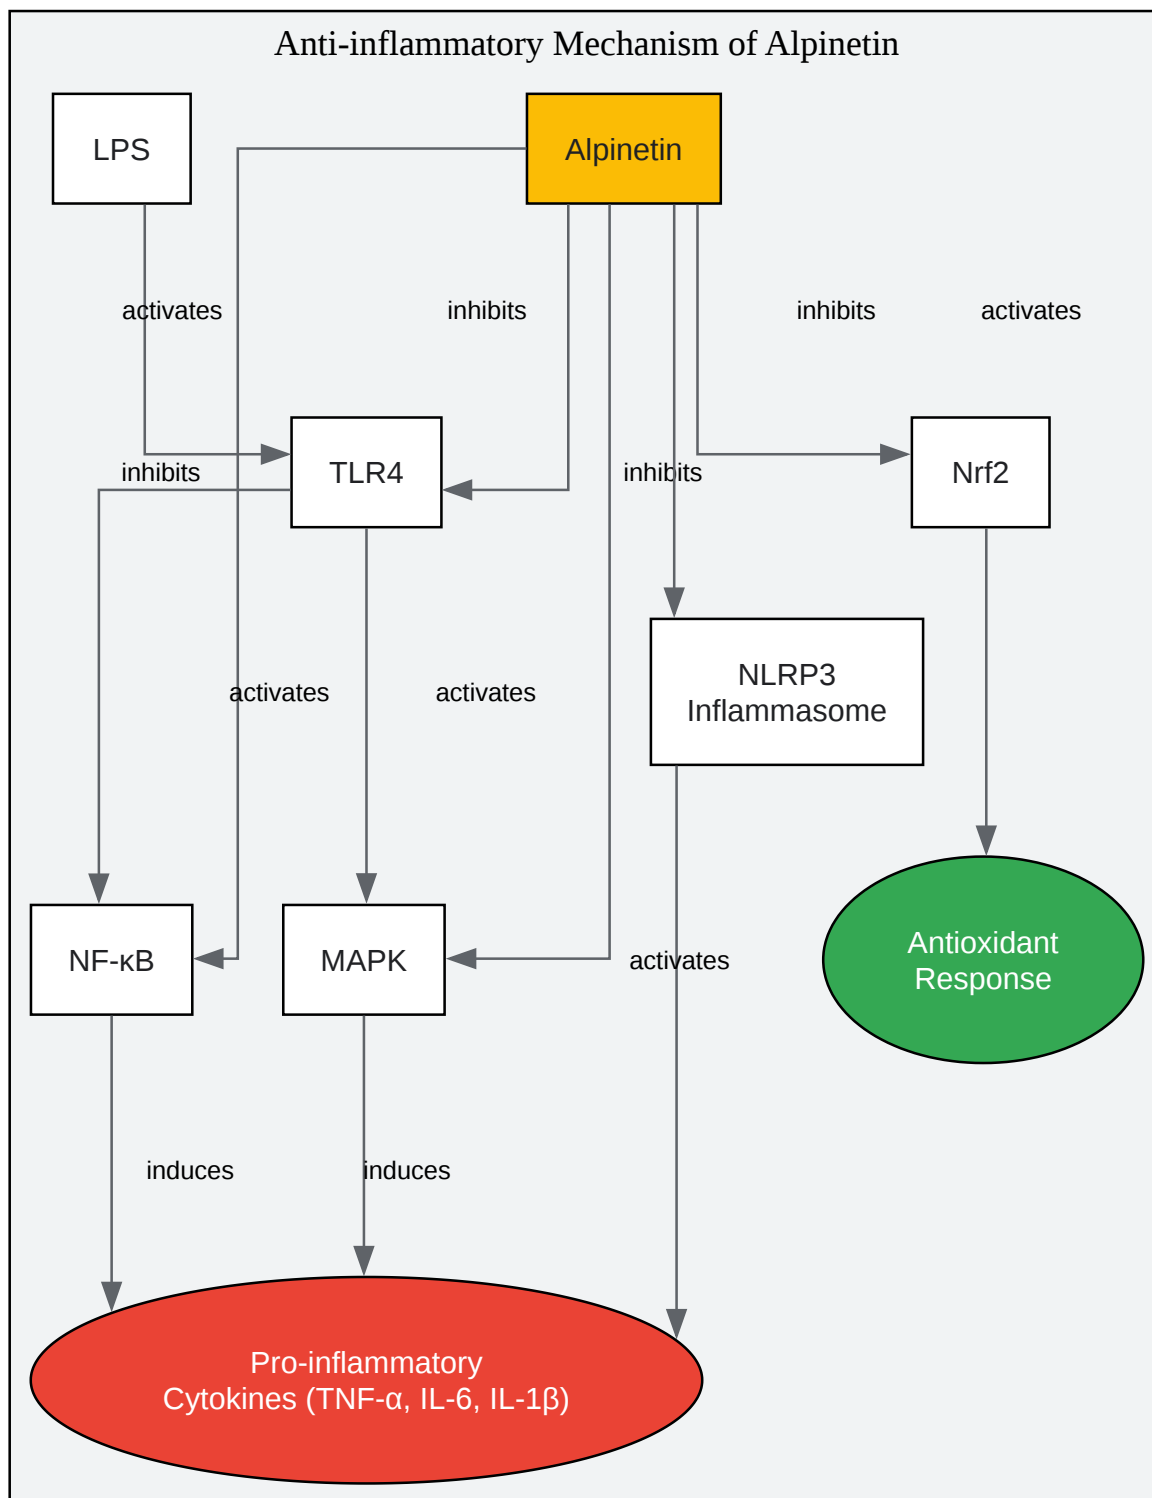 Anti-inflammatory Mechanism of Alpinetin
LPS
Alpinetin
activates
inhibits
inhibits
activates
TLR4
Nrf2
inhibits
inhibits
NLRP3
Inflammasome
activates
activates
Antioxidant
Response
NF-κB
MAPK
activates
induces
induces
Pro-inflammatory
Cytokines (TNF-α, IL-6, IL-1β)